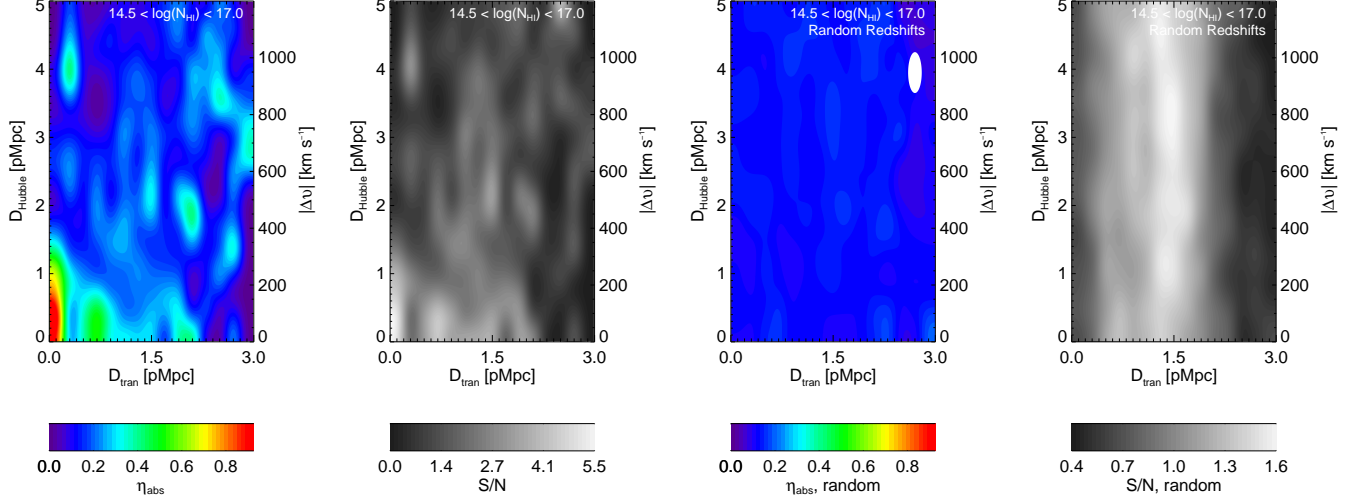 14.5 < log(N_HI) < 17.0
5
4
3
2
1
0
D_Hubble [pMpc]
1000
800
600
400
200
0
|Δυ| [km s⁻¹]
0.0 1.5 3.0
D_tran [pMpc]
0.0 0.2 0.4 0.6 0.8
η_abs
14.5 < log(N_HI) < 17.0
5
4
3
2
1
0
D_Hubble [pMpc]
1000
800
600
400
200
0
|Δυ| [km s⁻¹]
0.0 1.5 3.0
D_tran [pMpc]
0.0 1.4 2.7 4.1 5.5
S/N
14.5 < log(N_HI) < 17.0
Random Redshifts
5
4
3
2
1
0
D_Hubble [pMpc]
1000
800
600
400
200
0
|Δυ| [km s⁻¹]
0.0 1.5 3.0
D_tran [pMpc]
0.0 0.2 0.4 0.6 0.8
η_abs, random
14.5 < log(N_HI) < 17.0
Random Redshifts
5
4
3
2
1
0
D_Hubble [pMpc]
1000
800
600
400
200
0
|Δυ| [km s⁻¹]
0.0 1.5 3.0
D_tran [pMpc]
0.4 0.7 1.0 1.3 1.6
S/N, random